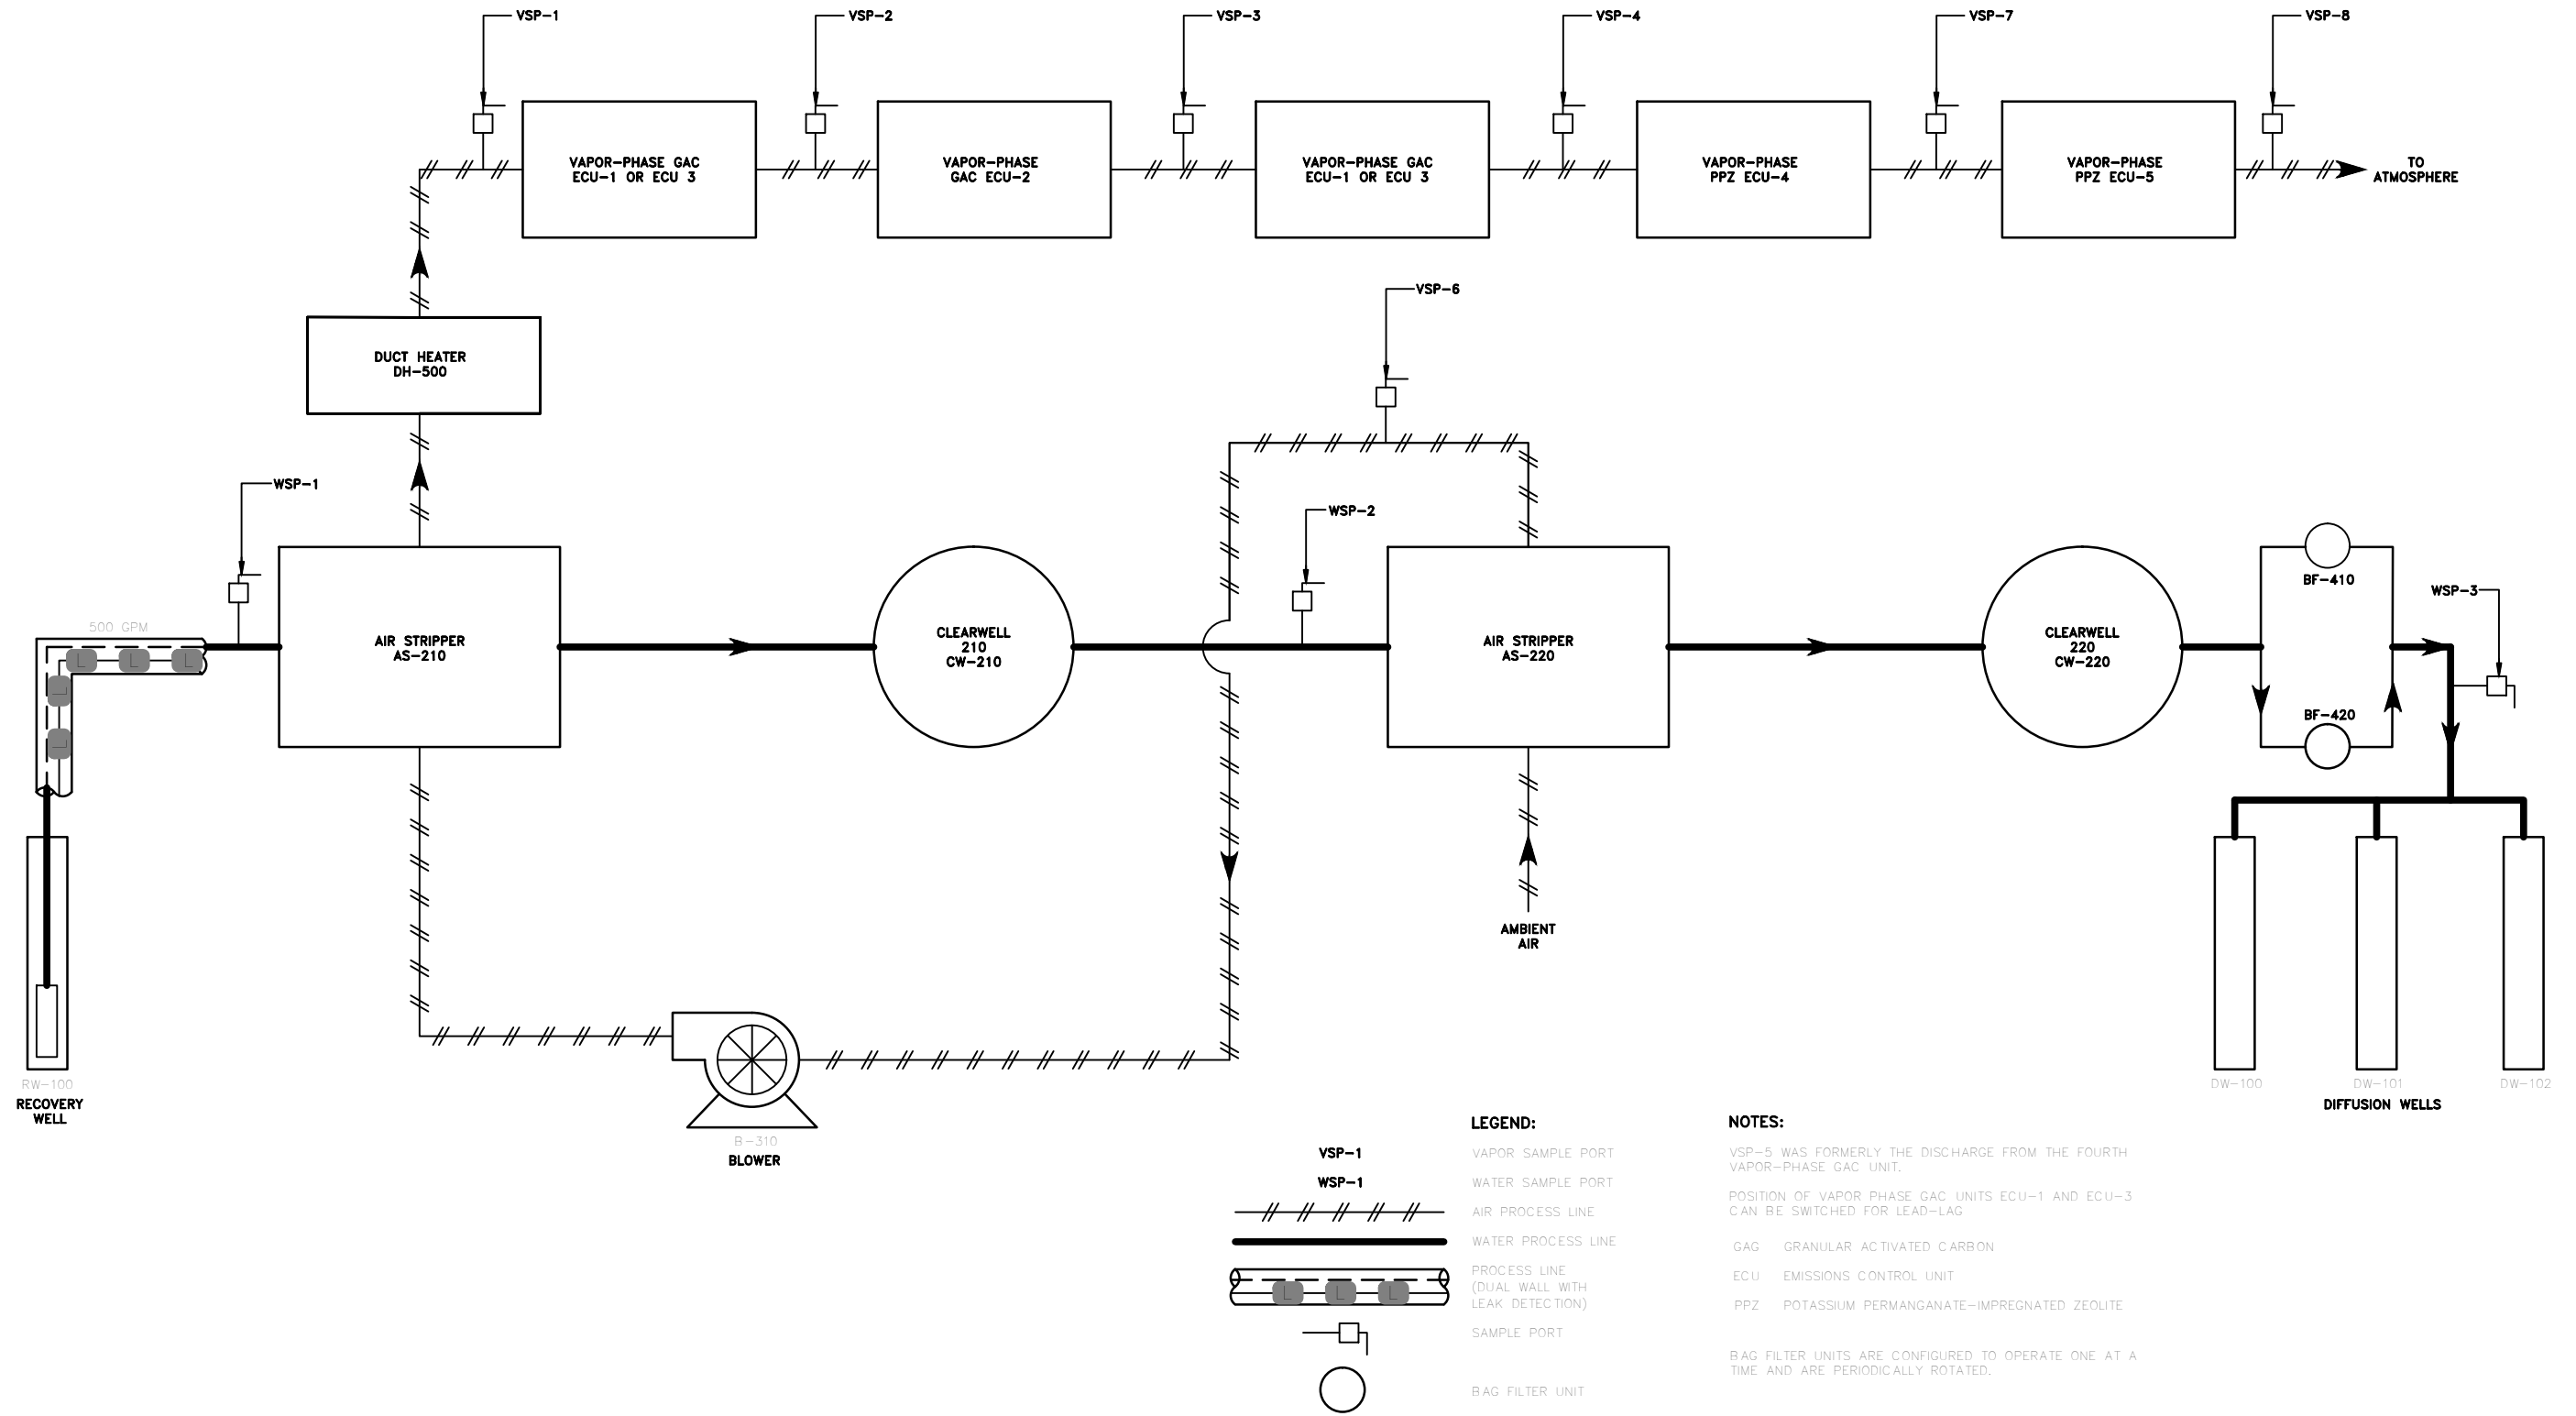 VSP-1
VSP-2
VSP-3
VSP-4
VSP-7
VSP-8
VAPOR-PHASE GAC
ECU-1 OR ECU 3
VAPOR-PHASE
GAC ECU-2
VAPOR-PHASE GAC
ECU-1 OR ECU 3
VAPOR-PHASE
PPZ ECU-4
VAPOR-PHASE
PPZ ECU-5
TO
ATMOSPHERE
VSP-6
DUCT HEATER
DH-500
WSP-1
WSP-2
500 GPM
L
L
L
L
L
AIR STRIPPER
AS-210
CLEARWELL
210
CW-210
AIR STRIPPER
AS-220
CLEARWELL
220
CW-220
BF-410
BF-420
WSP-3
AMBIENT
AIR
RW-100
RECOVERY
WELL
B-310
BLOWER
DW-100
DW-101
DW-102
DIFFUSION WELLS
LEGEND:
VSP-1
VAPOR SAMPLE PORT
WSP-1
WATER SAMPLE PORT
AIR PROCESS LINE
WATER PROCESS LINE
L
L
L
PROCESS LINE
(DUAL WALL WITH
LEAK DETECTION)
SAMPLE PORT
BAG FILTER UNIT
NOTES:
VSP-5 WAS FORMERLY THE DISCHARGE FROM THE FOURTH
VAPOR-PHASE GAC UNIT.
POSITION OF VAPOR PHASE GAC UNITS ECU-1 AND ECU-3
CAN BE SWITCHED FOR LEAD-LAG
GAG GRANULAR ACTIVATED CARBON
ECU EMISSIONS CONTROL UNIT
PPZ POTASSIUM PERMANGANATE-IMPREGNATED ZEOLITE
BAG FILTER UNITS ARE CONFIGURED TO OPERATE ONE AT A
TIME AND ARE PERIODICALLY ROTATED.